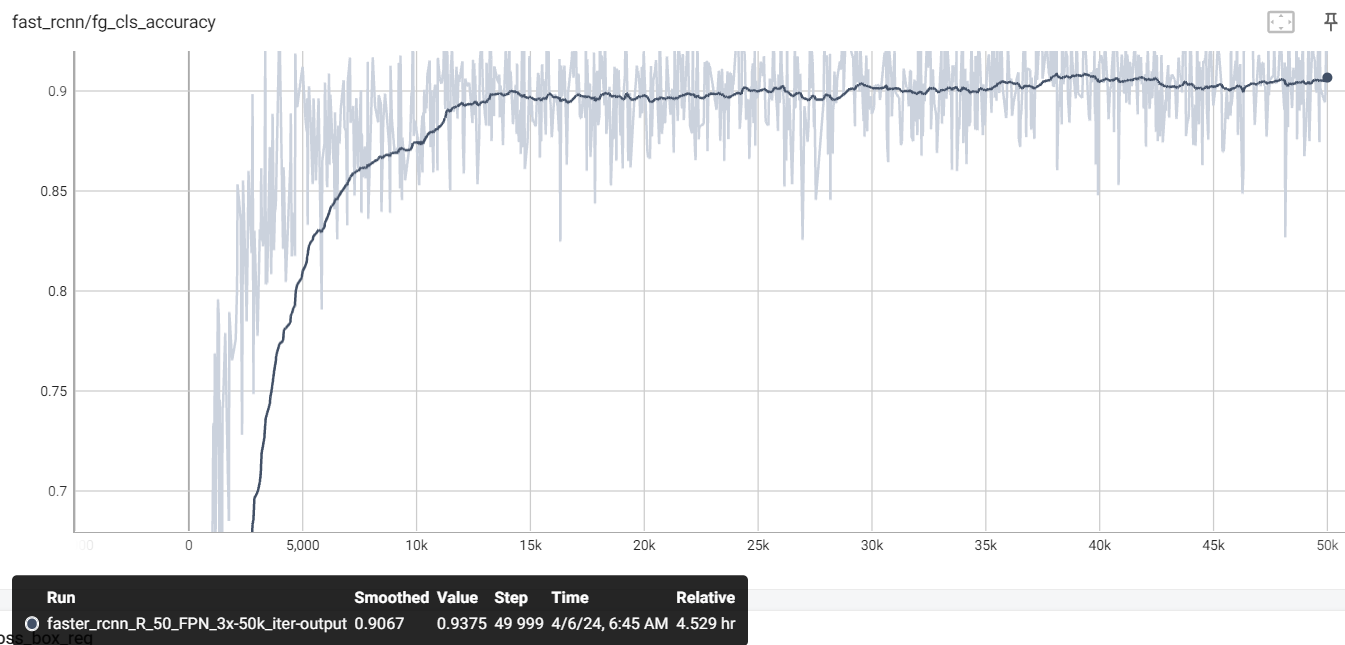 fast_rcnn/fg_cls_accuracy
0.9
0.85
0.8
0.75
0.7
0 5,000 10k 15k 20k 25k 30k 35k 40k 45k 50k
Run Smoothed Value Step Time Relative
faster_rcnn_R_50_FPN_3x-50k_iter-output 0.9067 0.9375 49 999 4/6/24, 6:45 AM 4.529 hr
oss_box_reg